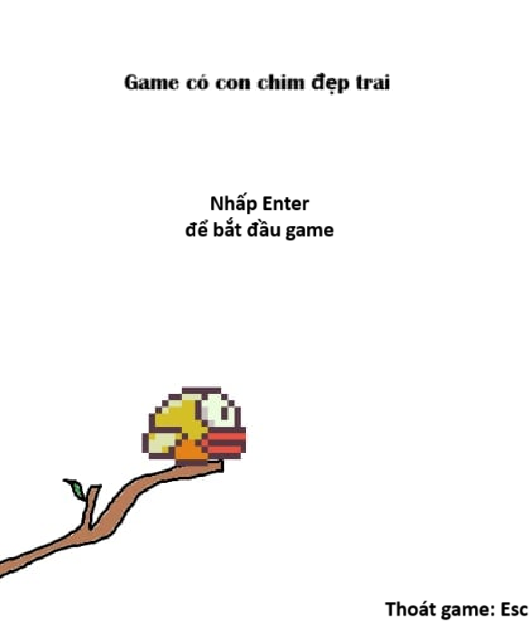 Game có con chim đẹp trai
Nhấp Enter
để bắt đầu game
Thoát game: Esc